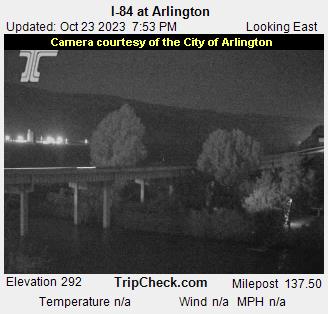 I-84 at Arlington
Updated: Oct 23 2023 7:53 PM Looking East
Camera courtesy of the City of Arlington
Elevation 292 TripCheck.com Milepost 137.50
Temperature n/a Wind n/a MPH n/a